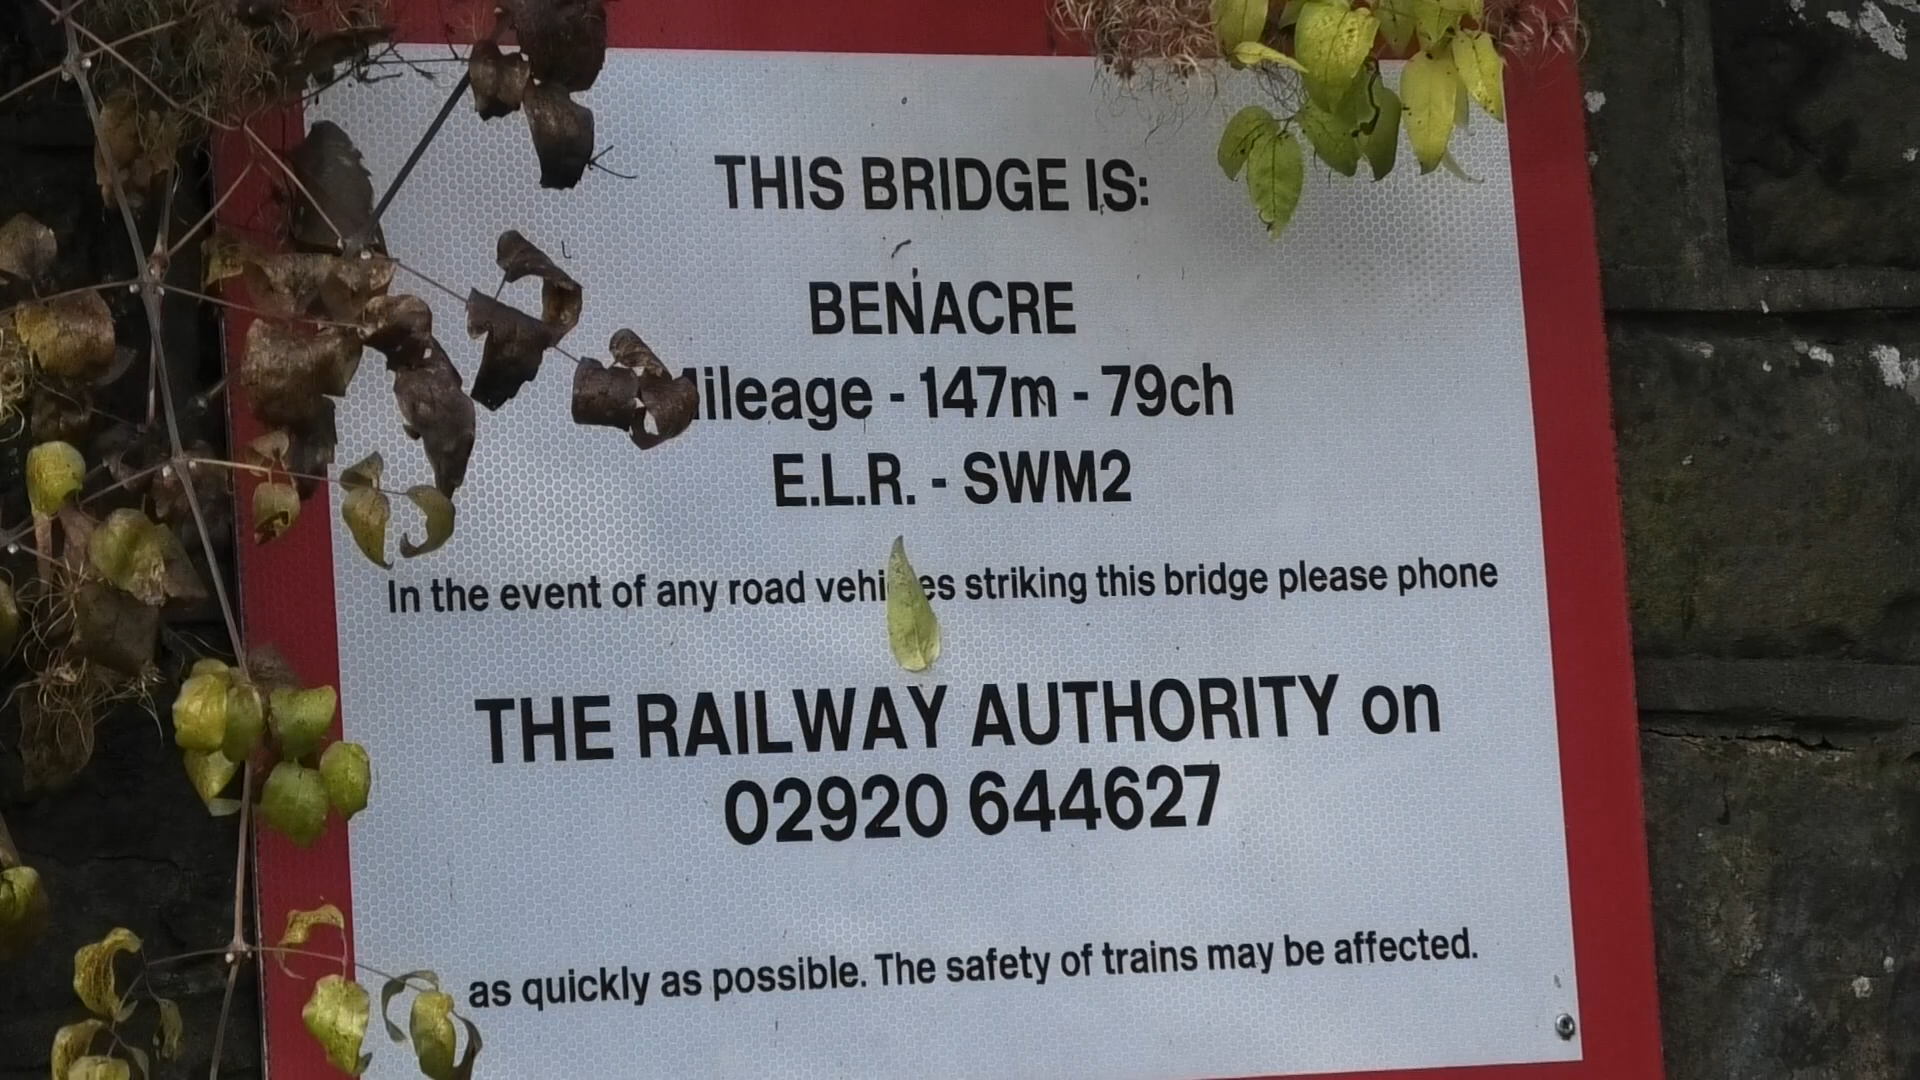 THIS BRIDGE IS:
BENACRE
Mileage - 147m - 79ch
E.L.R. - SWM2
In the event of any road vehicles striking this bridge please phone
THE RAILWAY AUTHORITY on
02920 644627
as quickly as possible. The safety of trains may be affected.